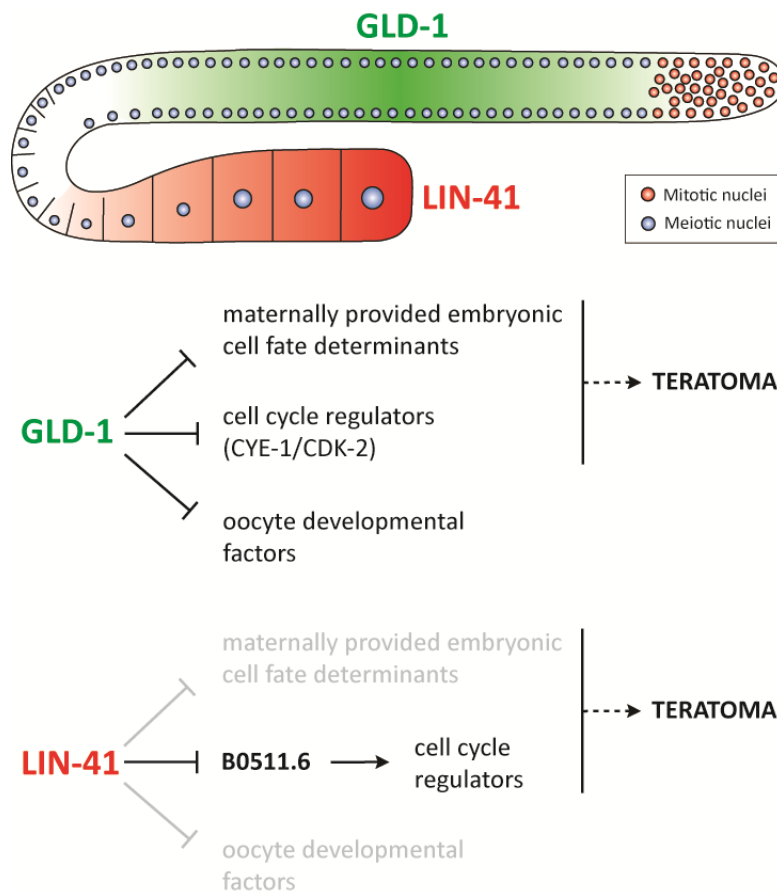 GLD-1
LIN-41
Mitotic nuclei
Meiotic nuclei
maternally provided embryonic
cell fate determinants
TERATOMA
GLD-1
cell cycle regulators
(CYE-1/CDK-2)
oocyte developmental
factors
maternally provided embryonic
cell fate determinants
TERATOMA
LIN-41
B0511.6
cell cycle
regulators
oocyte developmental
factors